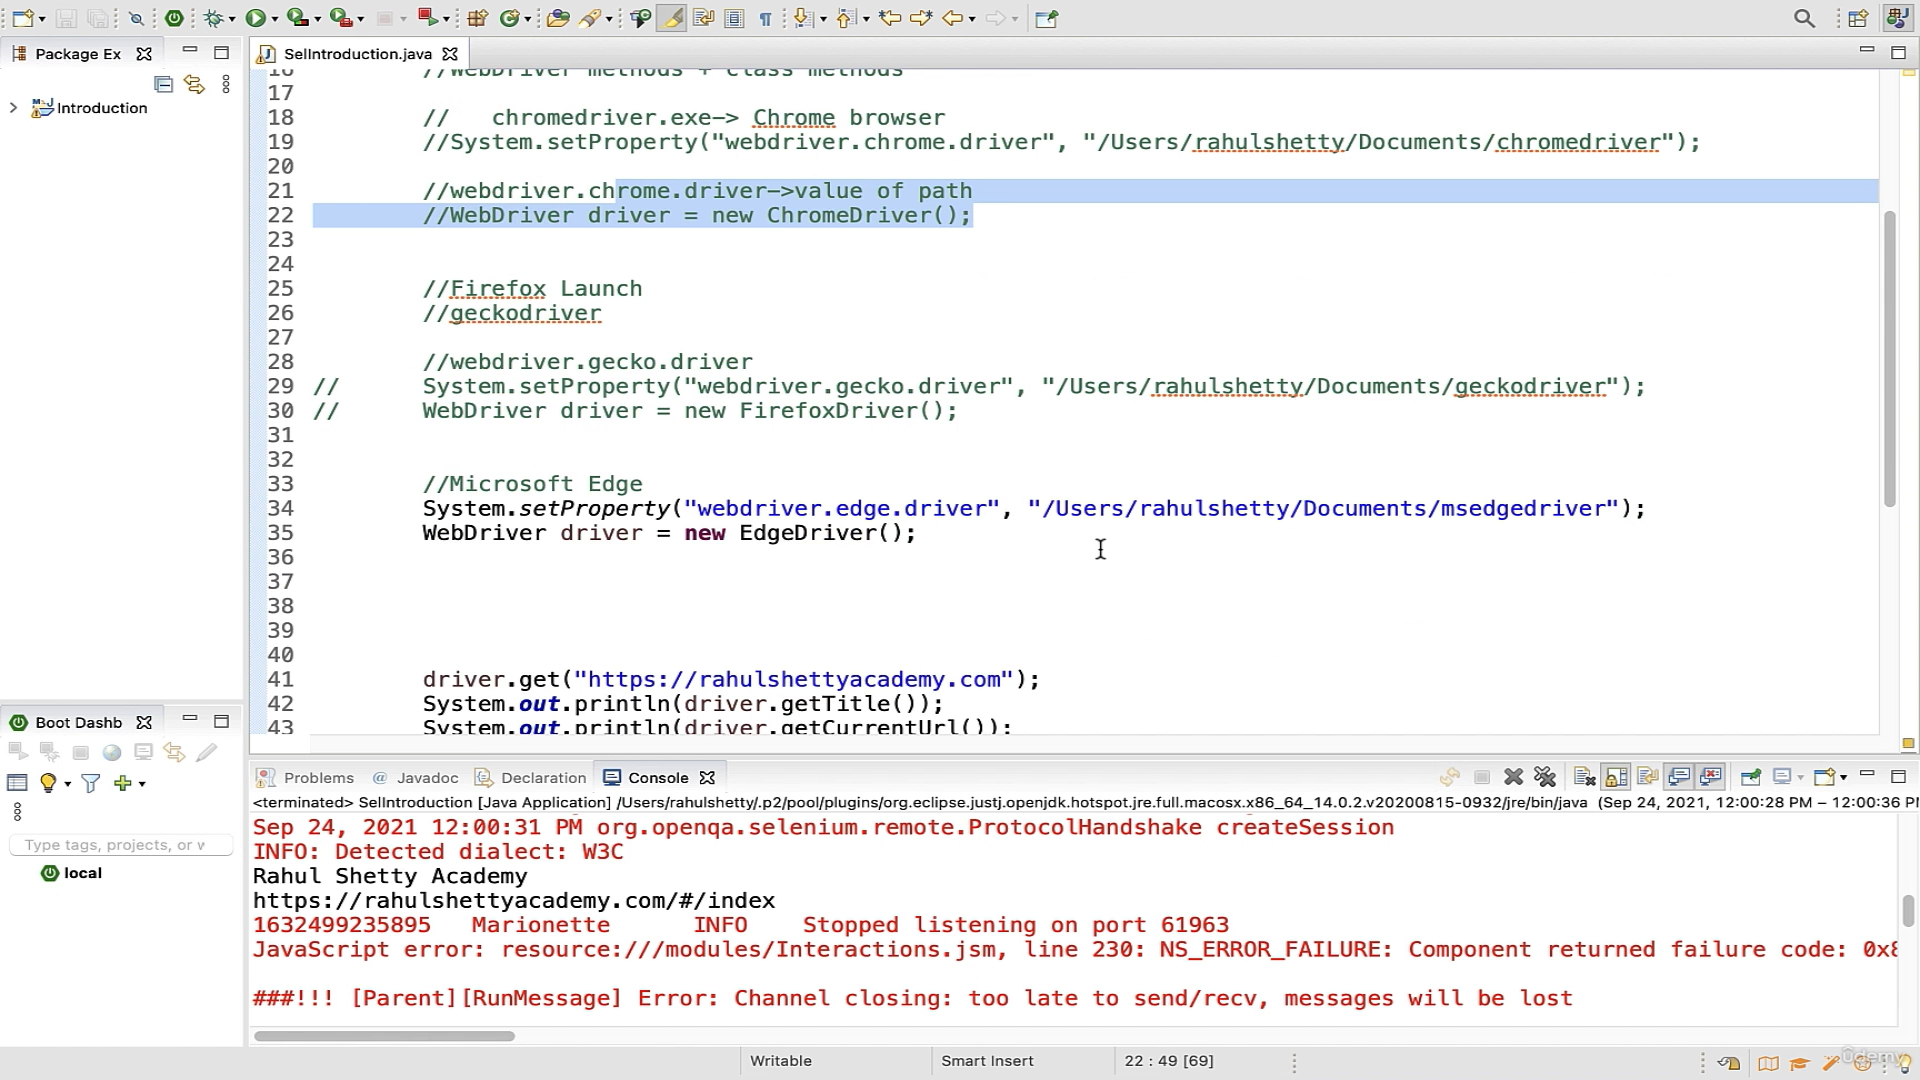 Package Ex
Introduction
SelIntroduction.java
16 //WebDriver methods + class methods
17
18 // chromedriver.exe-> Chrome browser
19 //System.setProperty("webdriver.chrome.driver", "/Users/rahulshetty/Documents/chromedriver");
20
21 //webdriver.chrome.driver->value of path
22 //WebDriver driver = new ChromeDriver();
23
24
25 //Firefox Launch
26 //geckodriver
27
28 //webdriver.gecko.driver
29 // System.setProperty("webdriver.gecko.driver", "/Users/rahulshetty/Documents/geckodriver");
30 // WebDriver driver = new FirefoxDriver();
31
32
33 //Microsoft Edge
34 System.setProperty("webdriver.edge.driver", "/Users/rahulshetty/Documents/msedgedriver");
35 WebDriver driver = new EdgeDriver();
36
37
38
39
40
41 driver.get("https://rahulshettyacademy.com");
42 System.out.println(driver.getTitle());
43 System.out.println(driver.getCurrentUrl());
Boot Dashb
Type tags, projects, or v
local
Problems @ Javadoc Declaration Console
<terminated> SelIntroduction [Java Application] /Users/rahulshetty/.p2/pool/plugins/org.eclipse.justj.openjdk.hotspot.jre.full.macosx.x86_64_14.0.2.v20200815-0932/jre/bin/java (Sep 24, 2021, 12:00:28 PM – 12:00:36 PM
Sep 24, 2021 12:00:31 PM org.openqa.selenium.remote.ProtocolHandshake createSession
INFO: Detected dialect: W3C
Rahul Shetty Academy
https://rahulshettyacademy.com/#/index
1632499235895 Marionette INFO Stopped listening on port 61963
JavaScript error: resource:///modules/Interactions.jsm, line 230: NS_ERROR_FAILURE: Component returned failure code: 0x8
###!!! [Parent][RunMessage] Error: Channel closing: too late to send/recv, messages will be lost
Writable
Smart Insert
22 : 49 [69]
Udemy